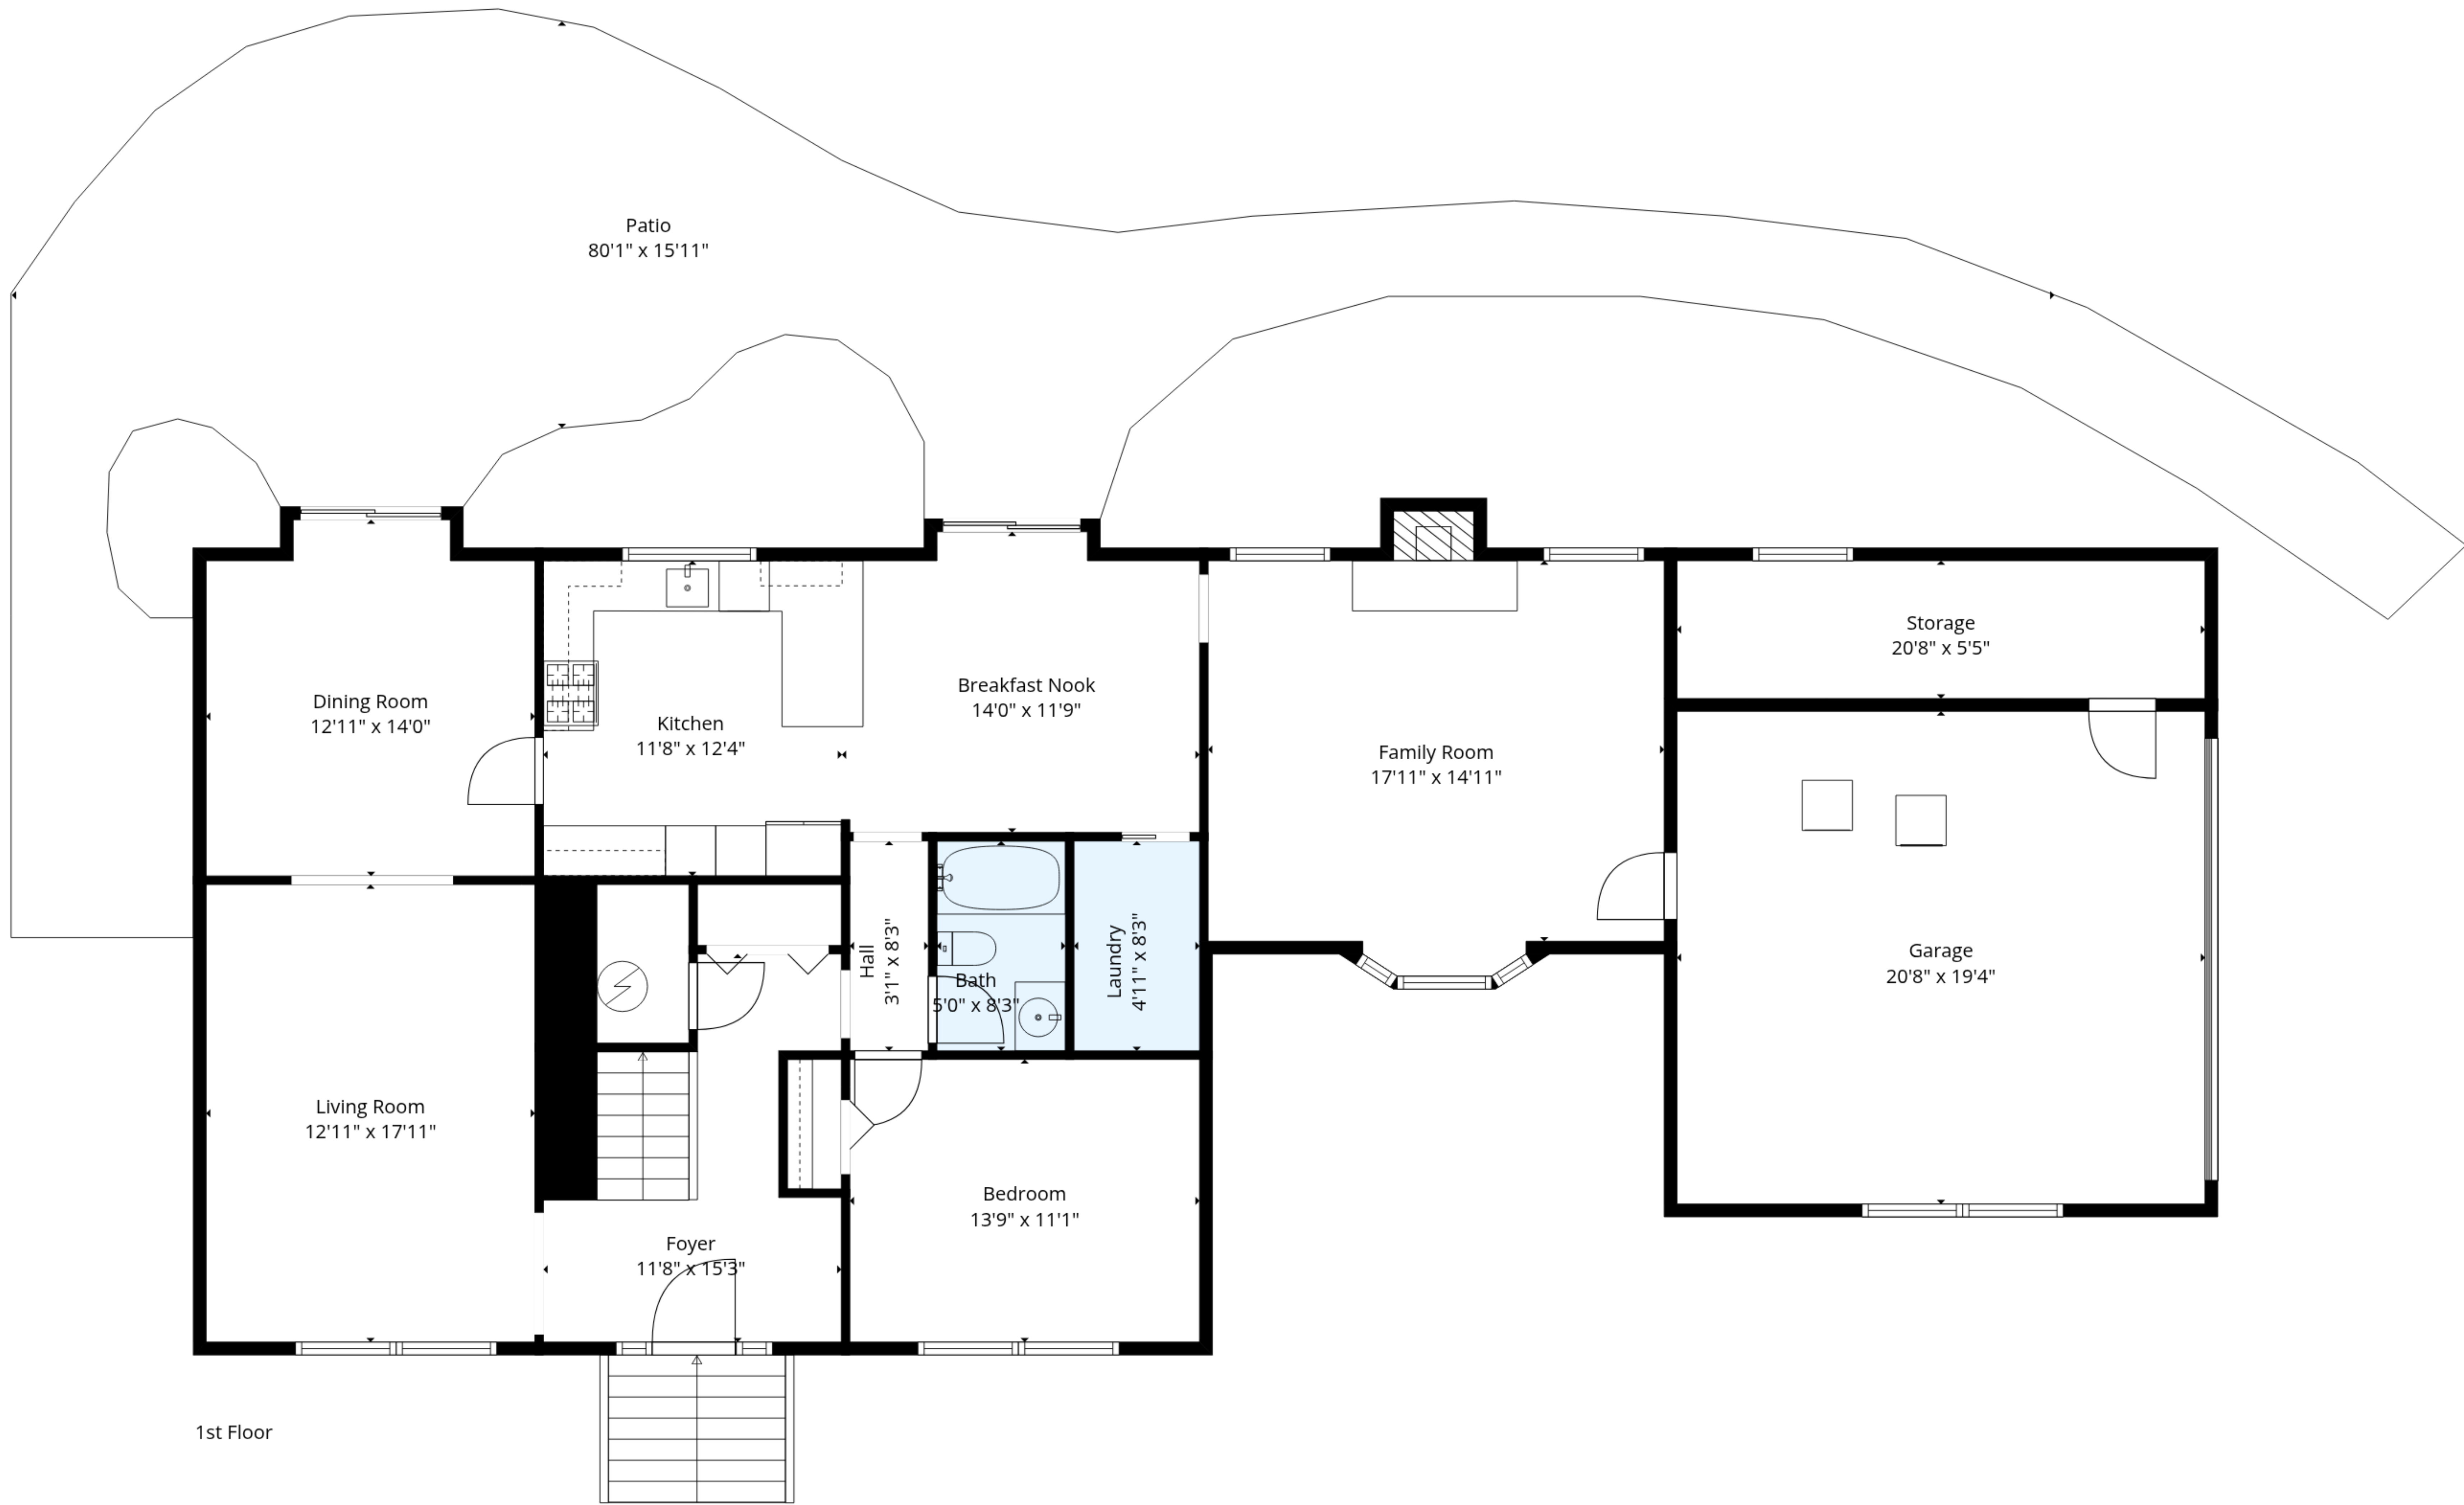 Patio
80'1" x 15'11"
Storage
20'8" x 5'5"
Dining Room
12'11" x 14'0"
Kitchen
11'8" x 12'4"
Breakfast Nook
14'0" x 11'9"
Family Room
17'11" x 14'11"
Hall
3'1" x 8'3"
Bath
5'0" x 8'3"
Laundry
4'11" x 8'3"
Garage
20'8" x 19'4"
Living Room
12'11" x 17'11"
Bedroom
13'9" x 11'1"
Foyer
11'8" x 15'3"
1st Floor